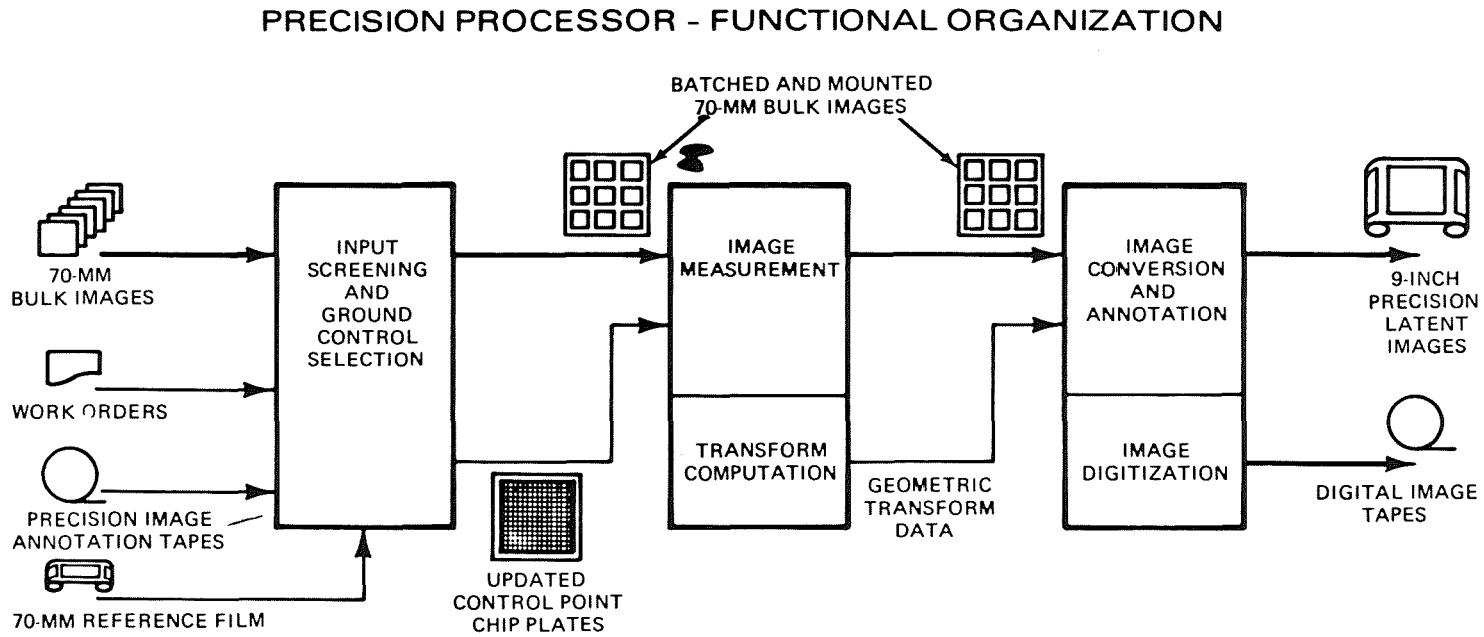 PRECISION PROCESSOR - FUNCTIONAL ORGANIZATION
BATCHED AND MOUNTED
70-MM BULK IMAGES
70-MM
BULK IMAGES
WORK ORDERS
PRECISION IMAGE
ANNOTATION TAPES
70-MM REFERENCE FILM
INPUT
SCREENING
AND
GROUND
CONTROL
SELECTION
UPDATED
CONTROL POINT
CHIP PLATES
IMAGE
MEASUREMENT
TRANSFORM
COMPUTATION
GEOMETRIC
TRANSFORM
DATA
IMAGE
CONVERSION
AND
ANNOTATION
IMAGE
DIGITIZATION
9-INCH
PRECISION
LATENT
IMAGES
DIGITAL IMAGE
TAPES